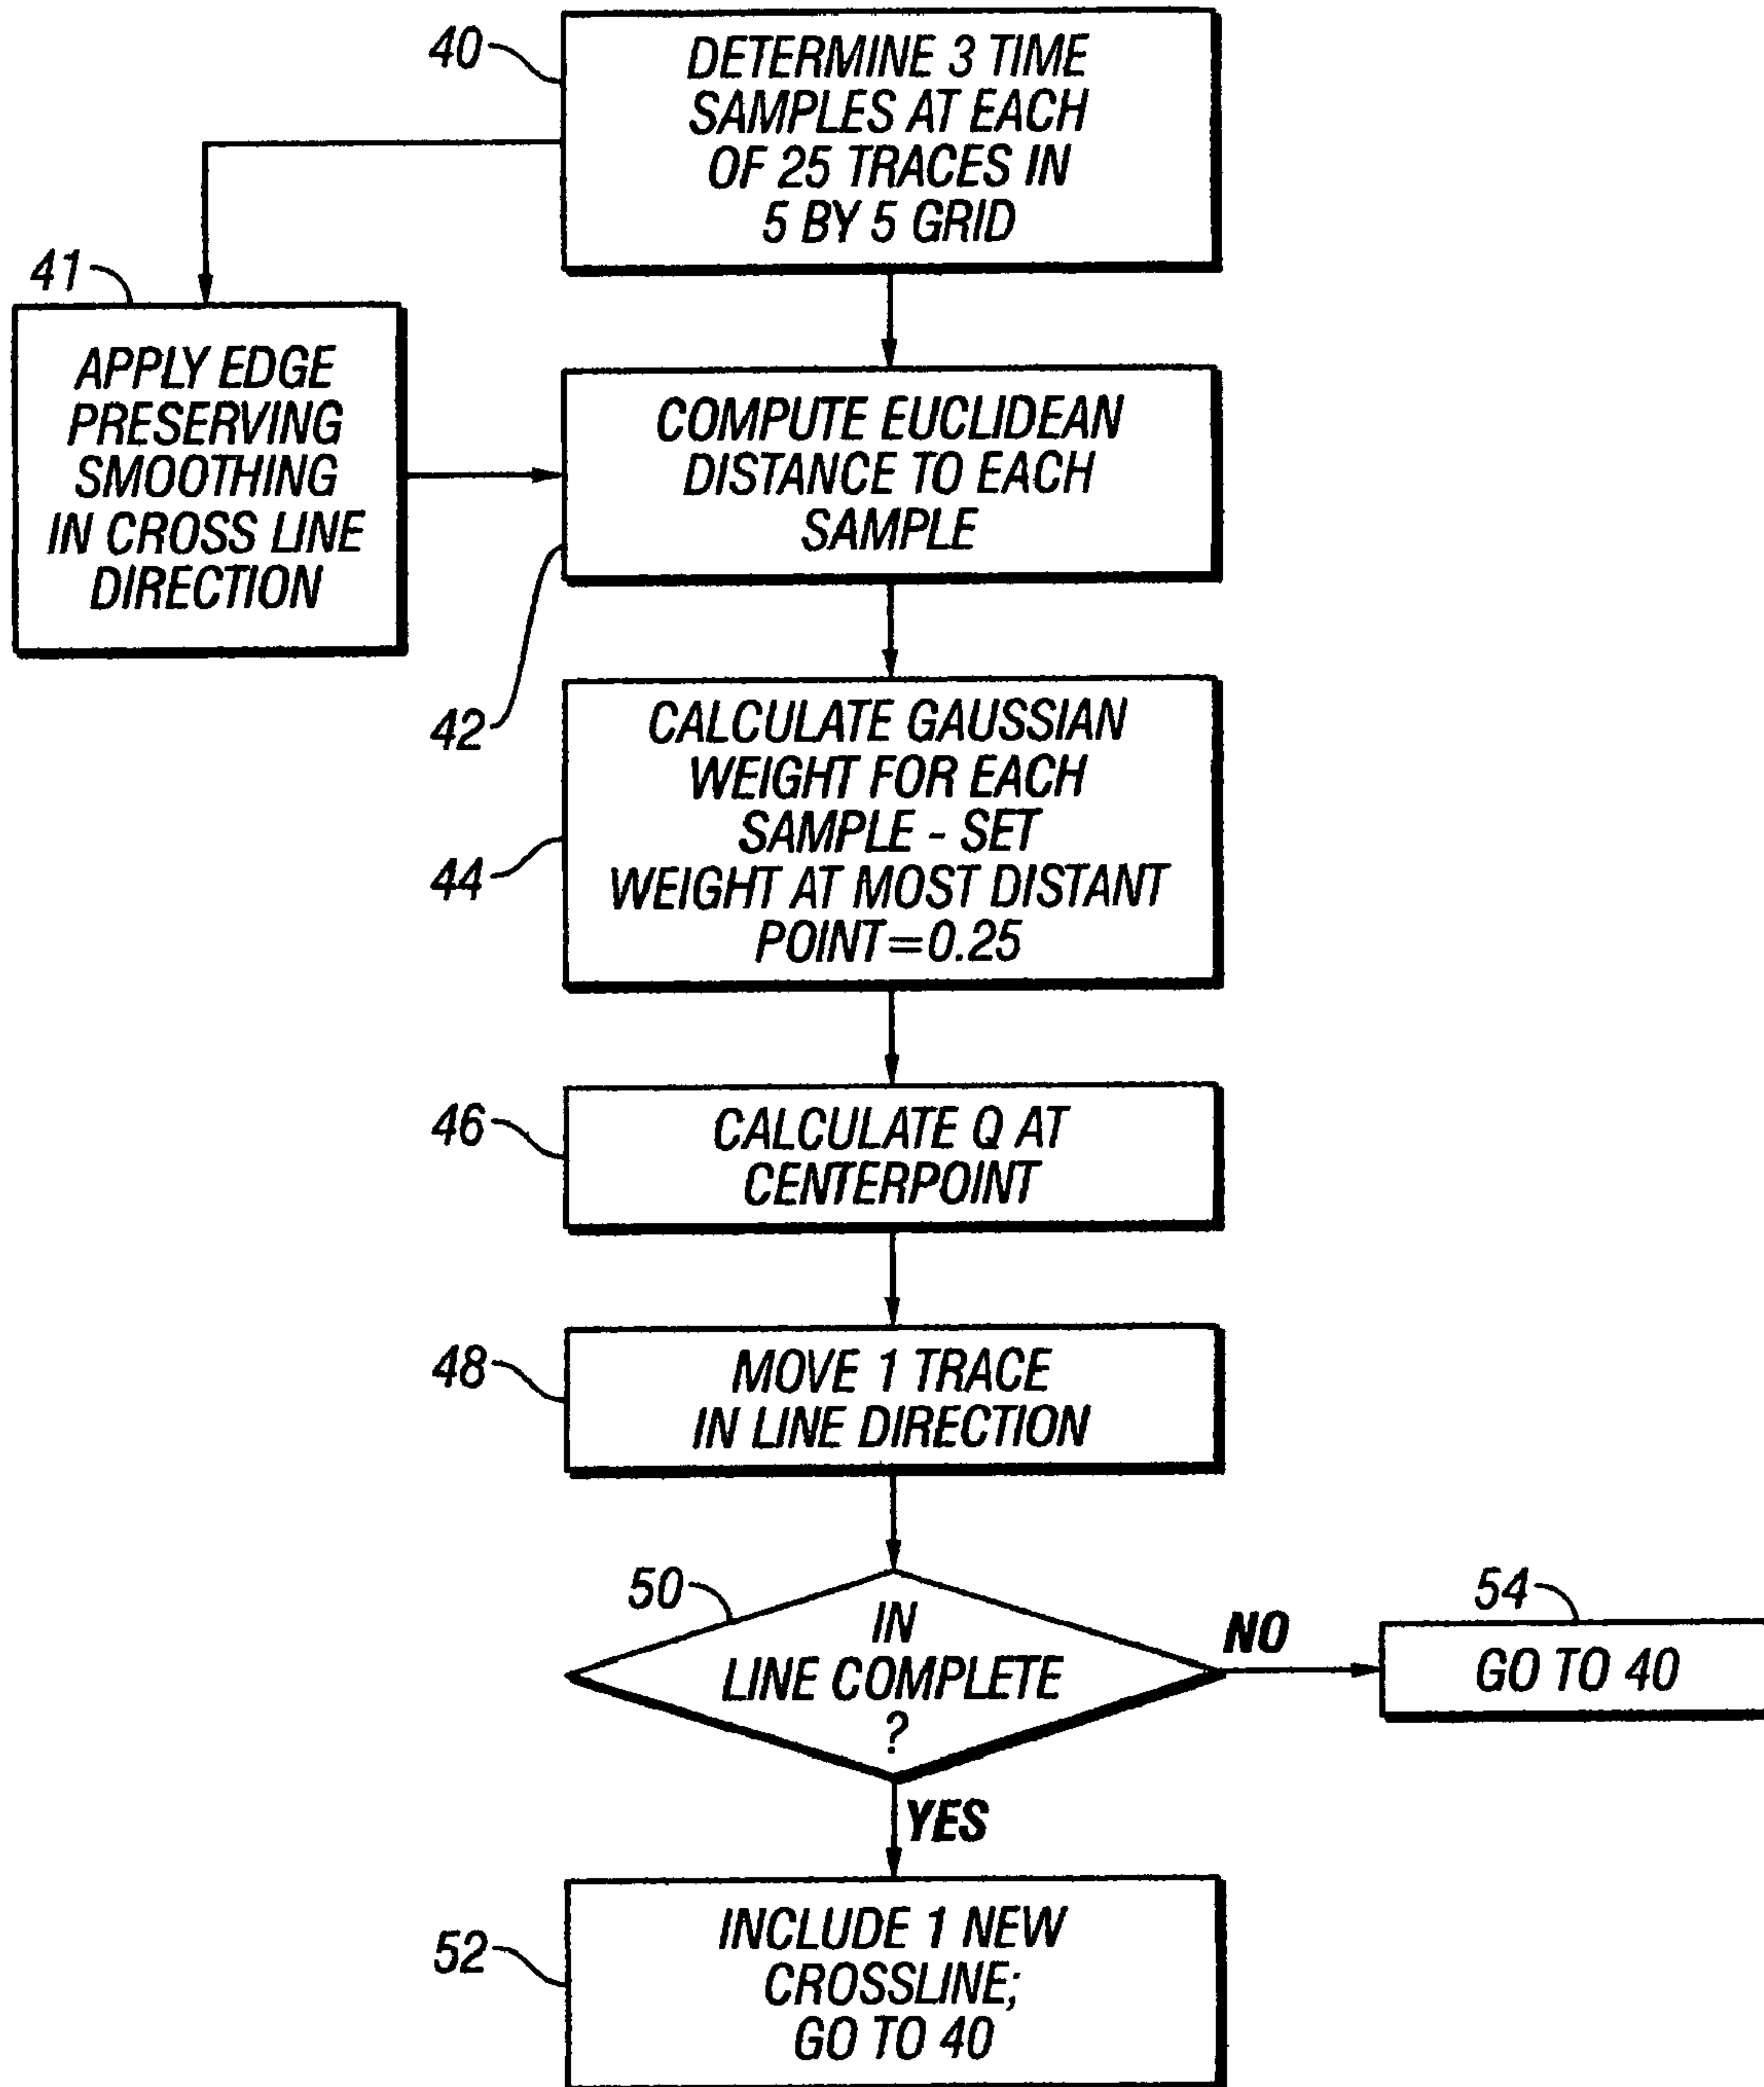 40
DETERMINE 3 TIME
SAMPLES AT EACH
OF 25 TRACES IN
5 BY 5 GRID
41
APPLY EDGE
PRESERVING
SMOOTHING
IN CROSS LINE
DIRECTION
COMPUTE EUCLIDEAN
DISTANCE TO EACH
SAMPLE
42
CALCULATE GAUSSIAN
WEIGHT FOR EACH
SAMPLE - SET
WEIGHT AT MOST DISTANT
POINT=0.25
44
46
CALCULATE Q AT
CENTERPOINT
48
MOVE 1 TRACE
IN LINE DIRECTION
50
IN
LINE COMPLETE
?
NO
54
GO TO 40
YES
52
INCLUDE 1 NEW
CROSSLINE;
GO TO 40